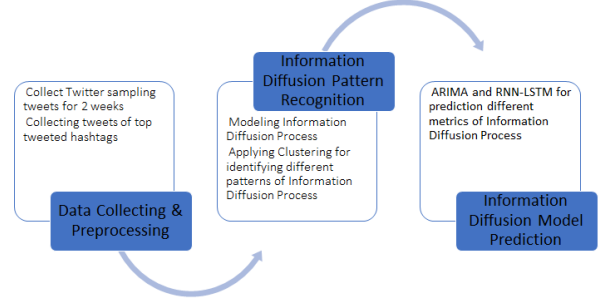 Collect Twitter sampling
tweets for 2 weeks
Collecting tweets of top
tweeted hashtags
Data Collecting &
Preprocessing
Information
Diffusion Pattern
Recognition
Modeling Information
Diffusion Process
Applying Clustering for
identifying different
patterns of Information
Diffusion Process
ARIMA and RNN-LSTM for
prediction different
metrics of Information
Diffusion Process
Information
Diffusion Model
Prediction